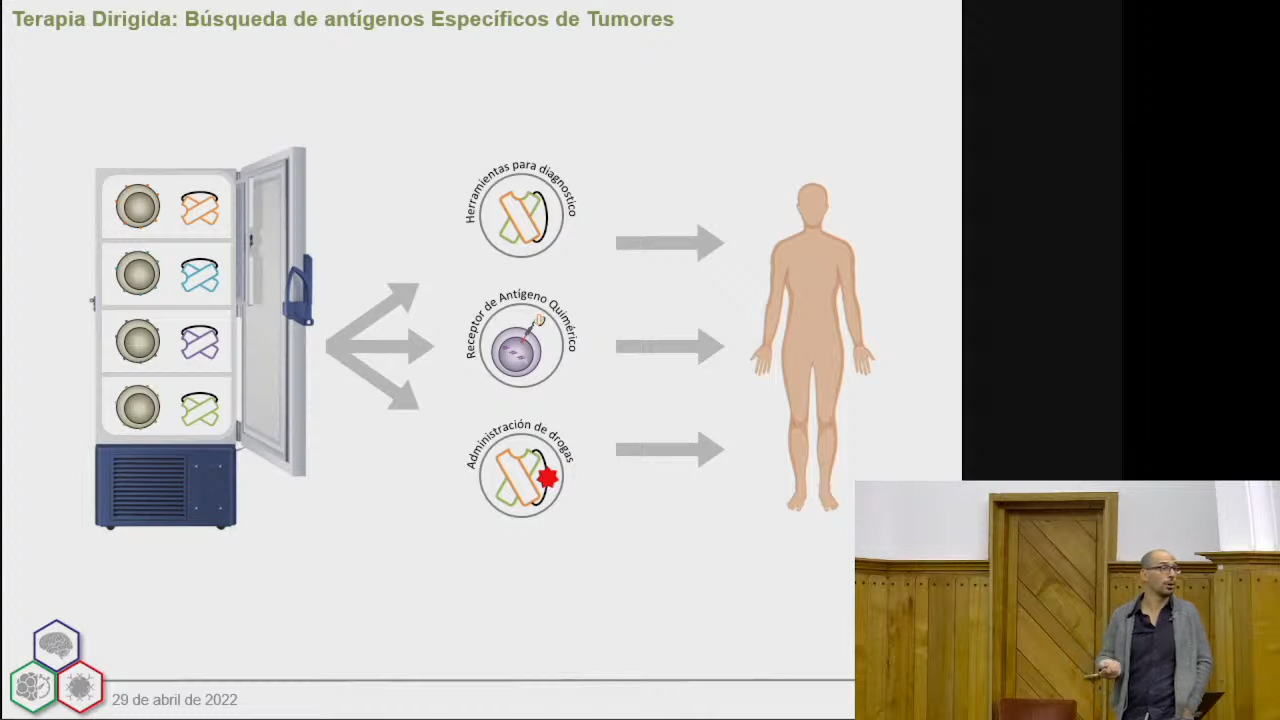 Terapia Dirigida: Búsqueda de antígenos Específicos de Tumores
Herramientas para diagnostico
Receptor de Antígeno Quimérico
Administración de drogas
29 de abril de 2022